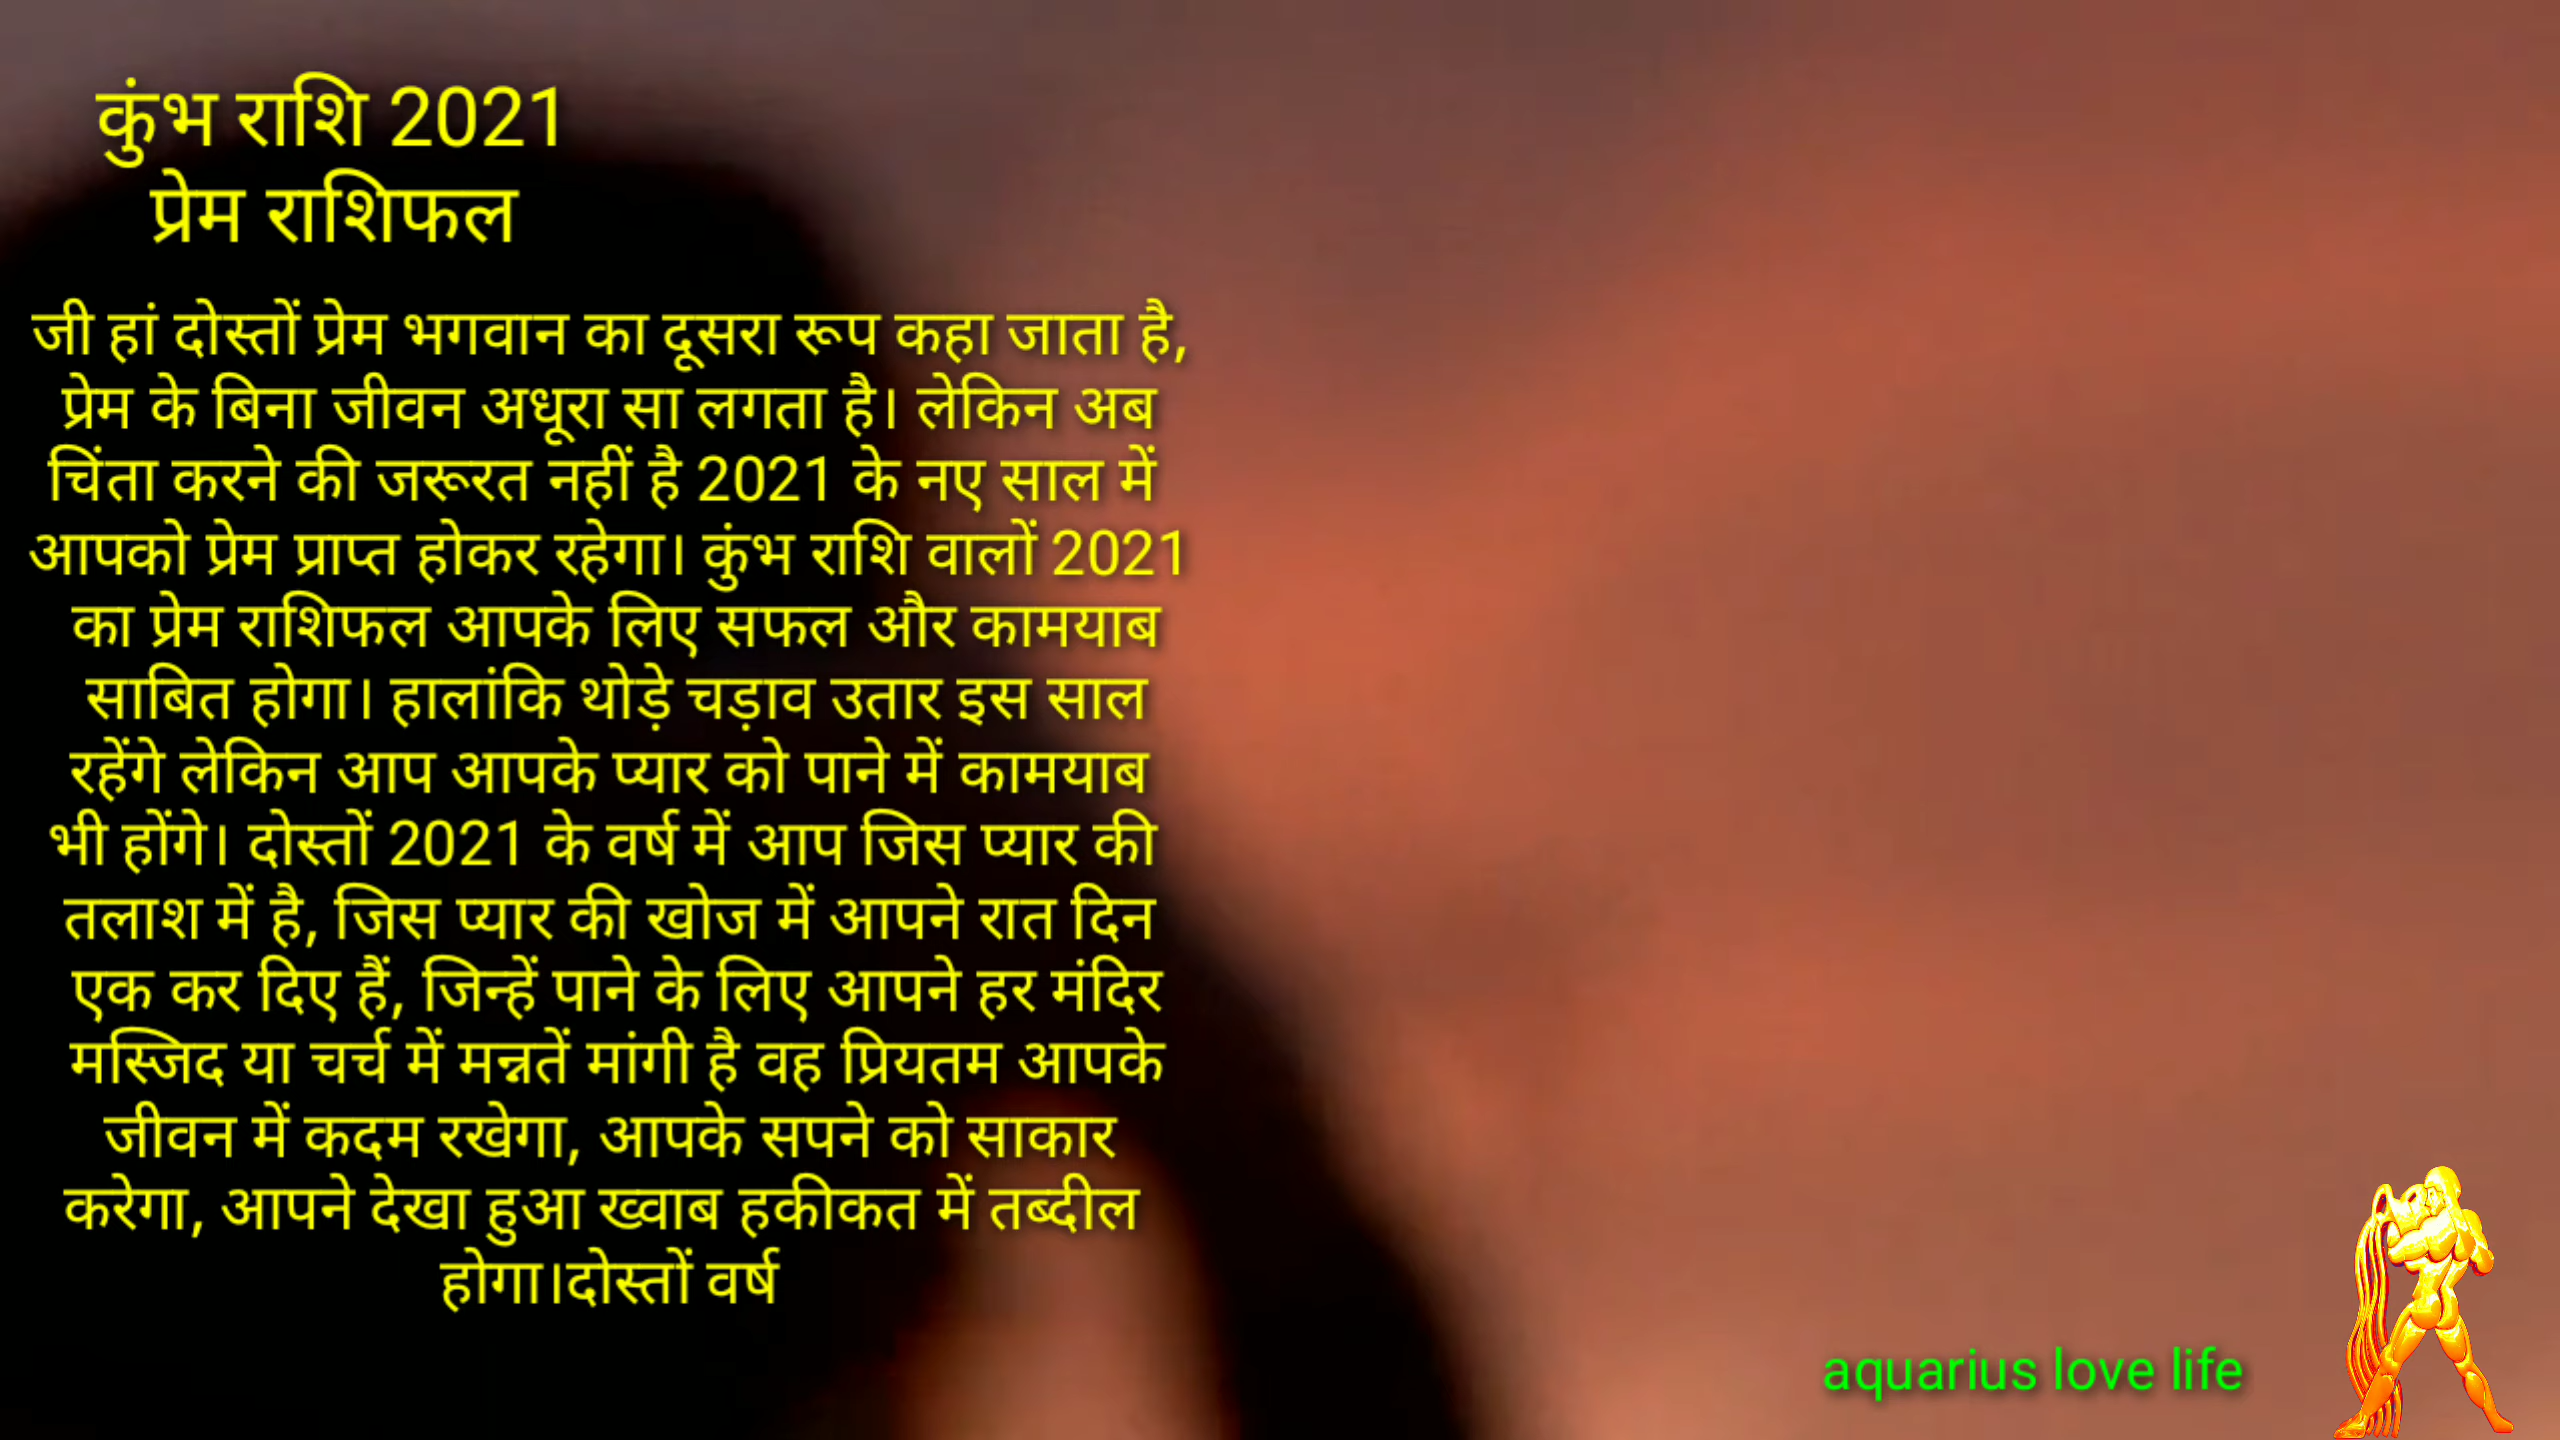 कुंभ राशि 2021
प्रेम राशिफल
जी हां दोस्तों प्रेम भगवान का दूसरा रूप कहा जाता है,
प्रेम के बिना जीवन अधूरा सा लगता है। लेकिन अब
चिंता करने की जरूरत नहीं है 2021 के नए साल में
आपको प्रेम प्राप्त होकर रहेगा। कुंभ राशि वालों 2021
का प्रेम राशिफल आपके लिए सफल और कामयाब
साबित होगा। हालांकि थोड़े चड़ाव उतार इस साल
रहेंगे लेकिन आप आपके प्यार को पाने में कामयाब
भी होंगे। दोस्तों 2021 के वर्ष में आप जिस प्यार की
तलाश में है, जिस प्यार की खोज में आपने रात दिन
एक कर दिए हैं, जिन्हें पाने के लिए आपने हर मंदिर
मस्जिद या चर्च में मन्नतें मांगी है वह प्रियतम आपके
जीवन में कदम रखेगा, आपके सपने को साकार
करेगा, आपने देखा हुआ ख्वाब हकीकत में तब्दील
होगा।दोस्तों वर्ष
aquarius love life